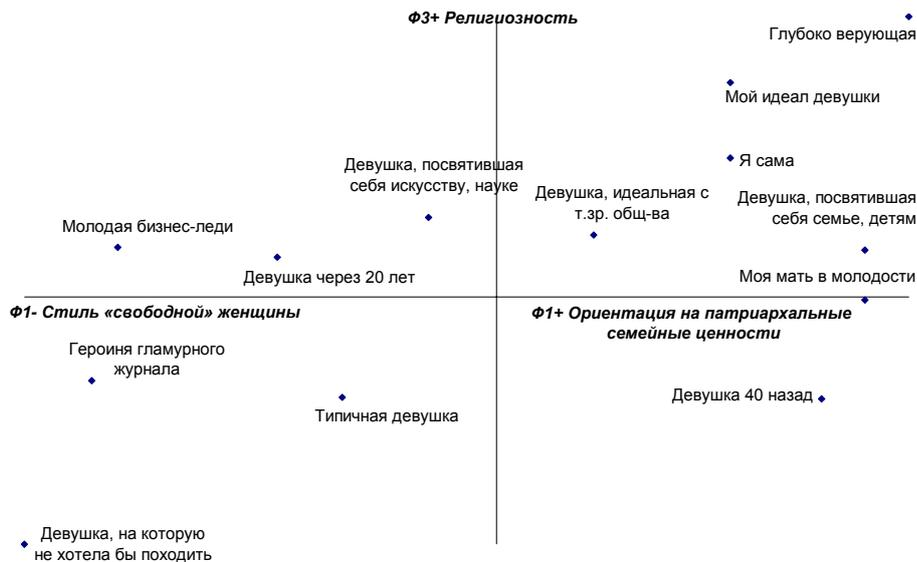 Ф3+ Религиозность
Глубоко верующая
Мой идеал девушки
Я сама
Девушка, посвятившая
себя искусству, науке
Девушка, идеальная с
т.зр. общ-ва
Девушка, посвятившая
себя семье, детям
Молодая бизнес-леди
Девушка через 20 лет
Моя мать в молодости
Ф1- Стиль «свободной» женщины
Ф1+ Ориентация на патриархальные
семейные ценности
Героиня гламурного
журнала
Типичная девушка
Девушка 40 назад
Девушка, на которую
не хотела бы походить